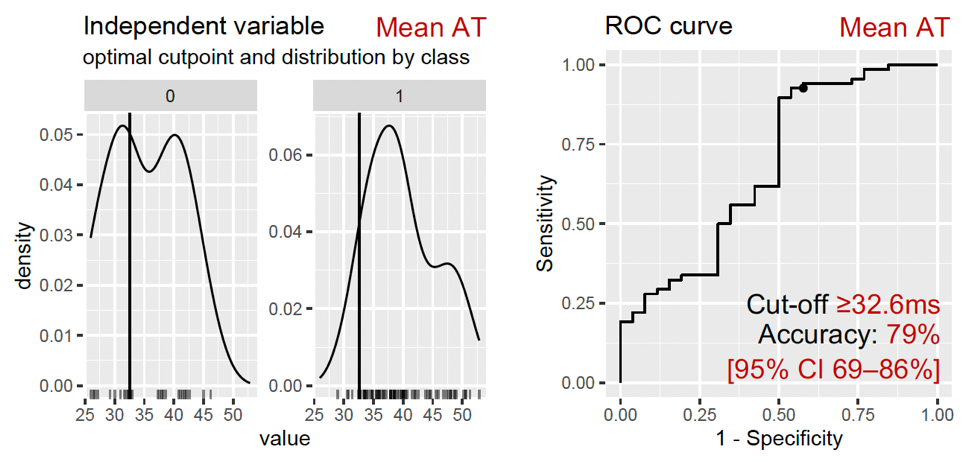 Independent variable
Mean AT
optimal cutpoint and distribution by class
0
1
density
0.05
0.04
0.03
0.02
0.01
0.00
0.06
0.04
0.02
0.00
25 30 35 40 45 50
25 30 35 40 45 50
value
ROC curve
Mean AT
Sensitivity
1.00
0.75
0.50
0.25
0.00
Cut-off ≥32.6ms
Accuracy: 79%
[95% CI 69–86%]
0.00 0.25 0.50 0.75 1.00
1 - Specificity